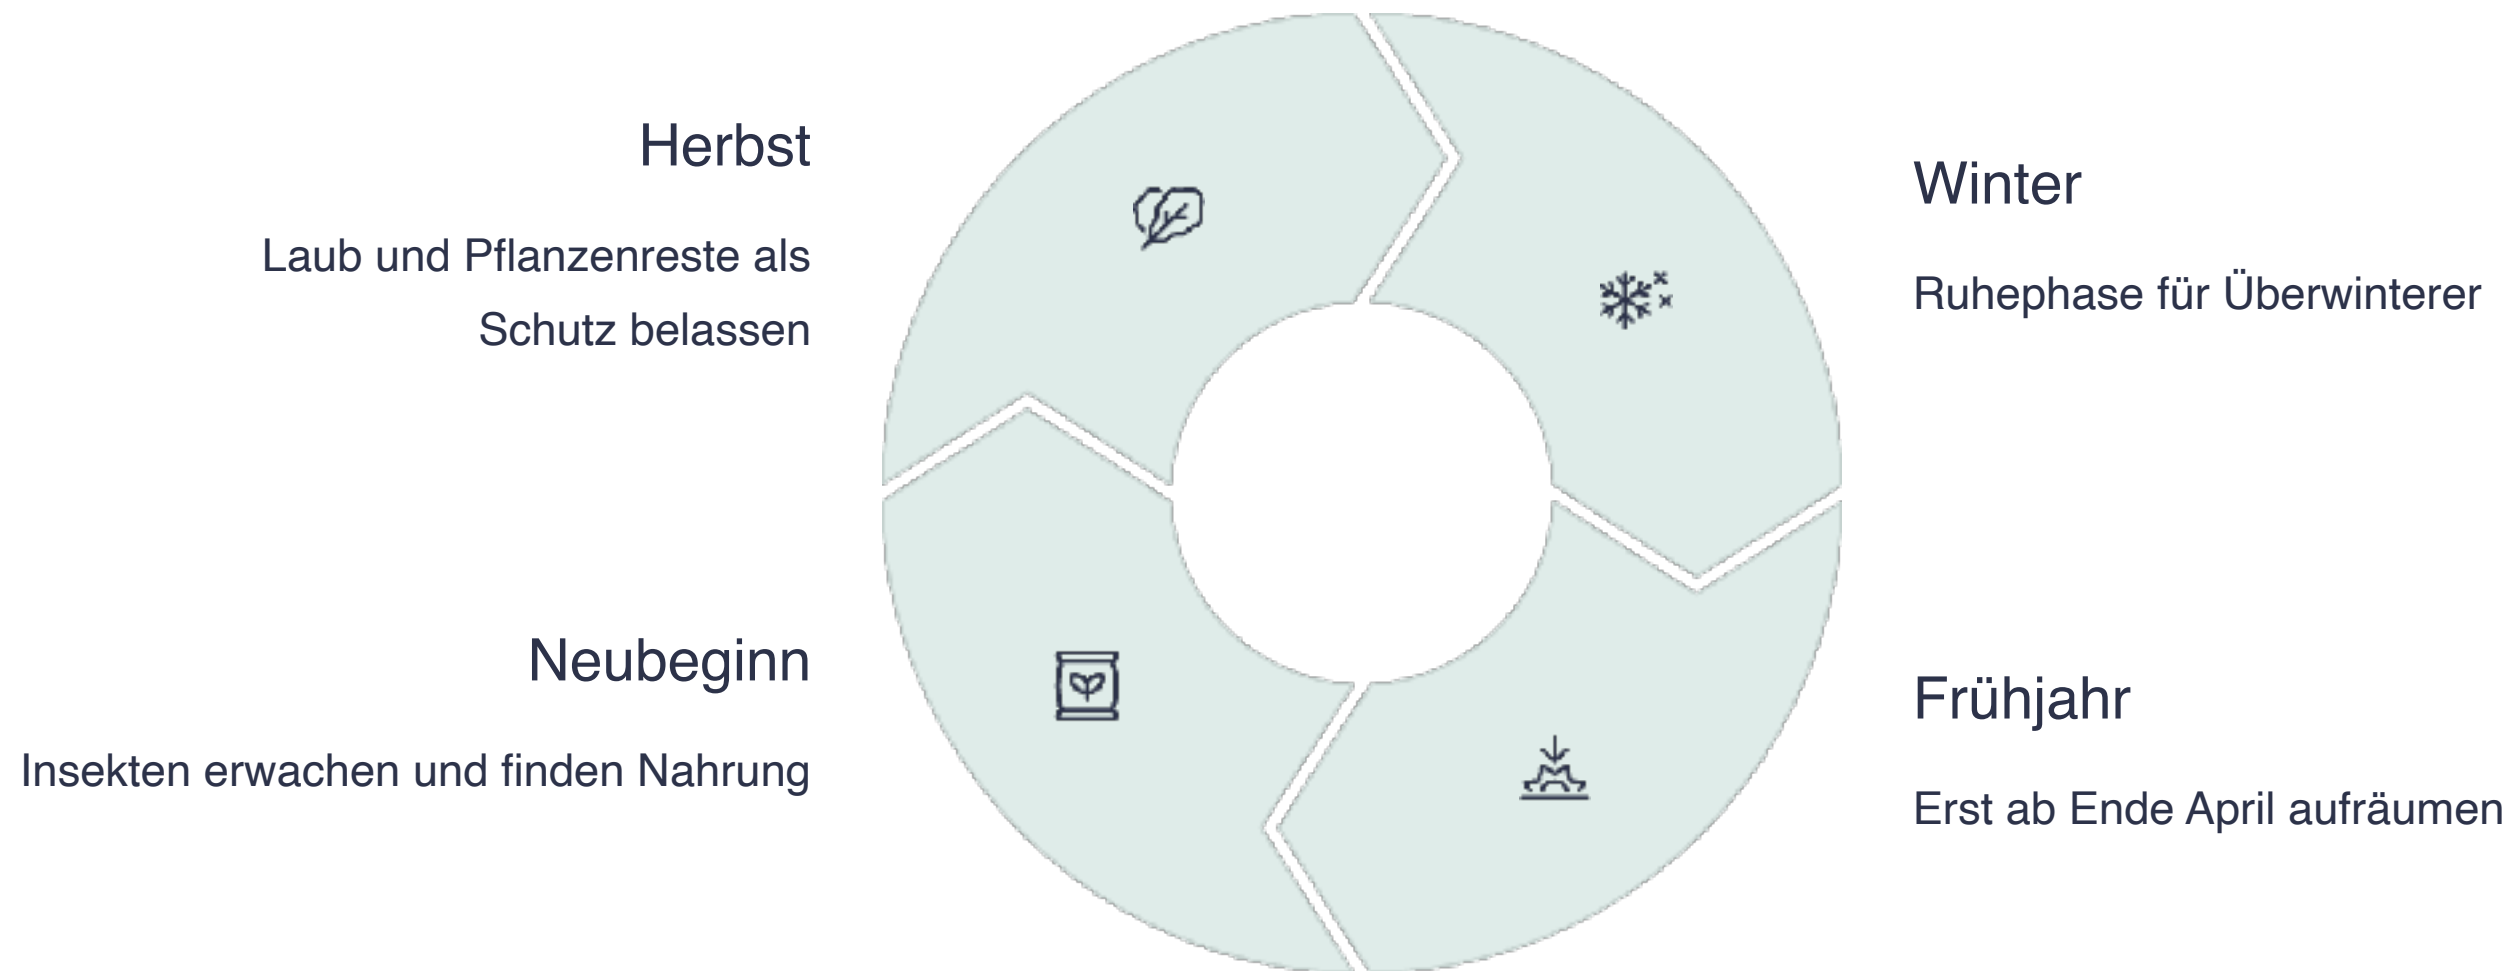 Herbst
Laub und Pflanzenreste als
Schutz belassen
Winter
Ruhephase für Überwinterer
Neubeginn
Insekten erwachen und finden Nahrung
Frühjahr
Erst ab Ende April aufräumen